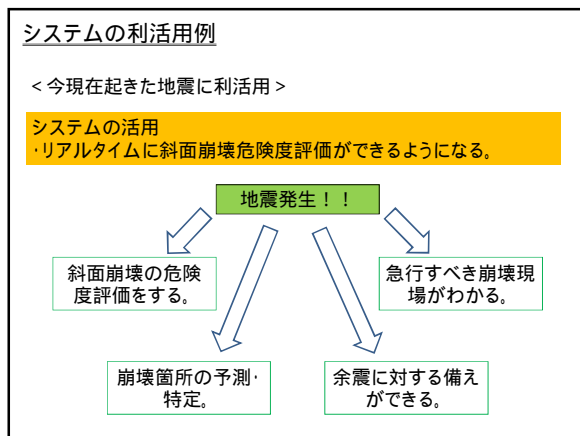 システムの利活用例
<今現在起きた地震に利活用>
システムの活用
･リアルタイムに斜面崩壊危険度評価ができるようになる。
地震発生！！
斜面崩壊の危険
度評価をする。
急行すべき崩壊現
場がわかる。
崩壊箇所の予測･
特定。
余震に対する備え
ができる。